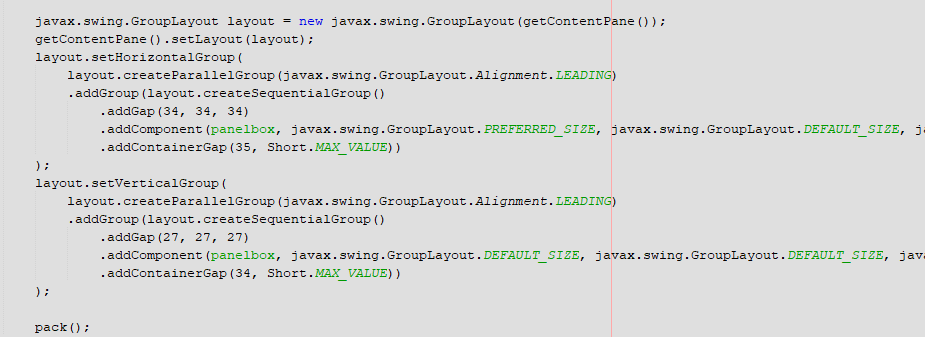 javax.swing.GroupLayout layout = new javax.swing.GroupLayout(getContentPane());
getContentPane().setLayout(layout);
layout.setHorizontalGroup(
layout.createParallelGroup(javax.swing.GroupLayout.Alignment.LEADING)
.addGroup(layout.createSequentialGroup()
.addGap(34, 34, 34)
.addComponent(panelbox, javax.swing.GroupLayout.PREFERRED_SIZE, javax.swing.GroupLayout.DEFAULT_SIZE,
.addContainerGap(35, Short.MAX_VALUE))
);
layout.setVerticalGroup(
layout.createParallelGroup(javax.swing.GroupLayout.Alignment.LEADING)
.addGroup(layout.createSequentialGroup()
.addGap(27, 27, 27)
.addComponent(panelbox, javax.swing.GroupLayout.DEFAULT_SIZE, javax.swing.GroupLayout.DEFAULT_SIZE, jav
.addContainerGap(34, Short.MAX_VALUE))
);
pack();